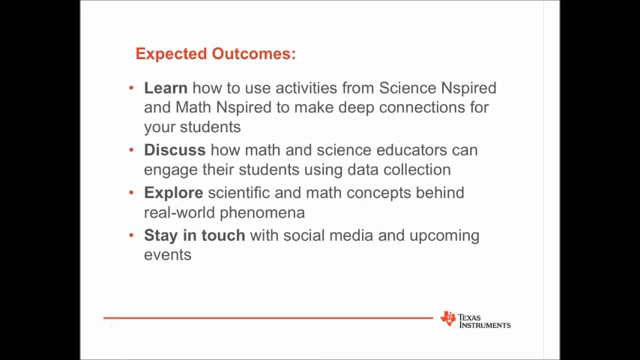 Expected Outcomes:
• Learn how to use activities from Science Nspired
and Math Nspired to make deep connections for
your students
• Discuss how math and science educators can
engage their students using data collection
• Explore scientific and math concepts behind
real-world phenomena
• Stay in touch with social media and upcoming
events
TEXAS
INSTRUMENTS